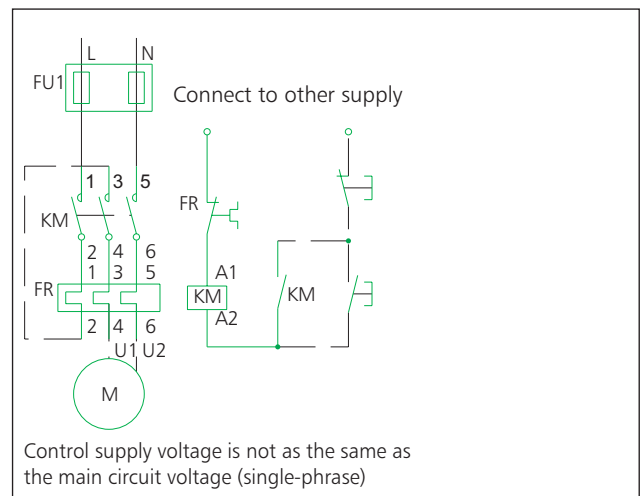 L N
FU1
Connect to other supply
1 3 5
KM
FR
2 4 6
1 3 5
FR
A1
KM
KM
A2
2 4 6
U1 U2
M
Control supply voltage is not as the same as
the main circuit voltage (single-phrase)